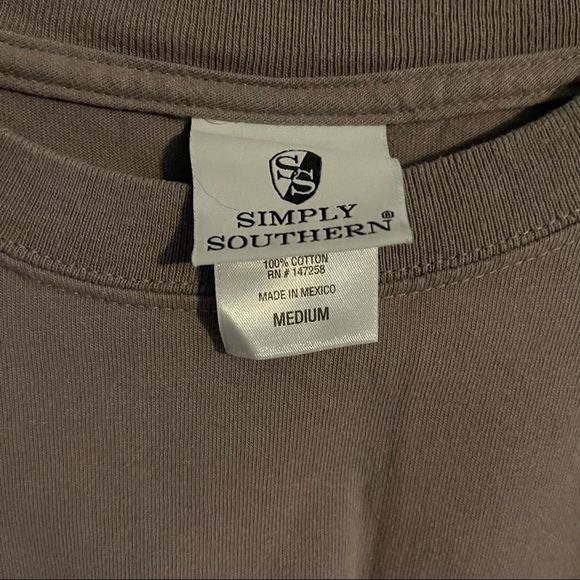 SS
SIMPLY
SOUTHERN®
100% COTTON
RN # 147258
MADE IN MEXICO
MEDIUM